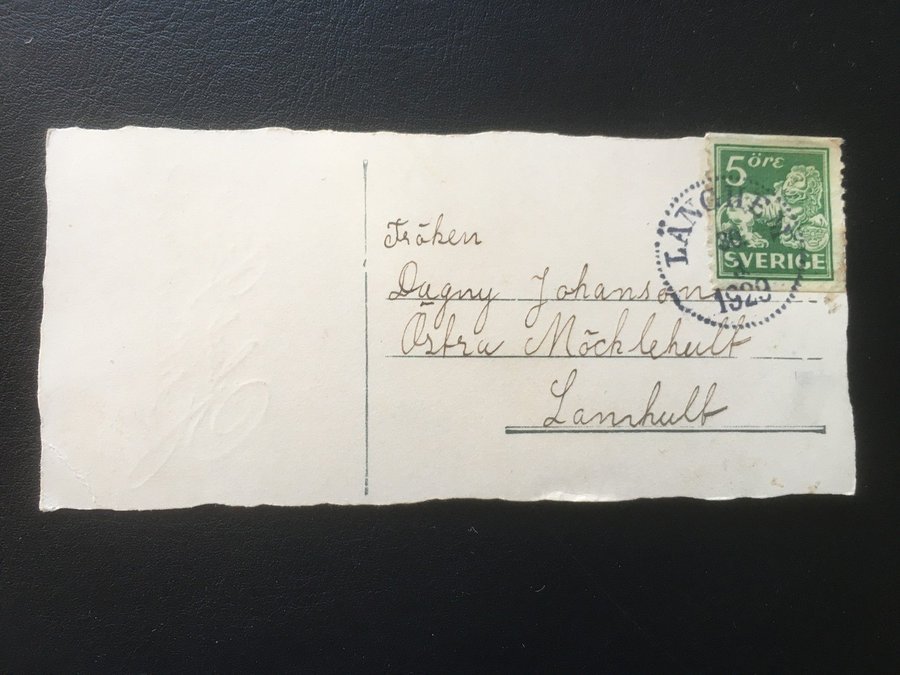 5 öre
SVERIGE
1929
Fröken
Dagny Johanson
Östra Möcklehult
Lamhult